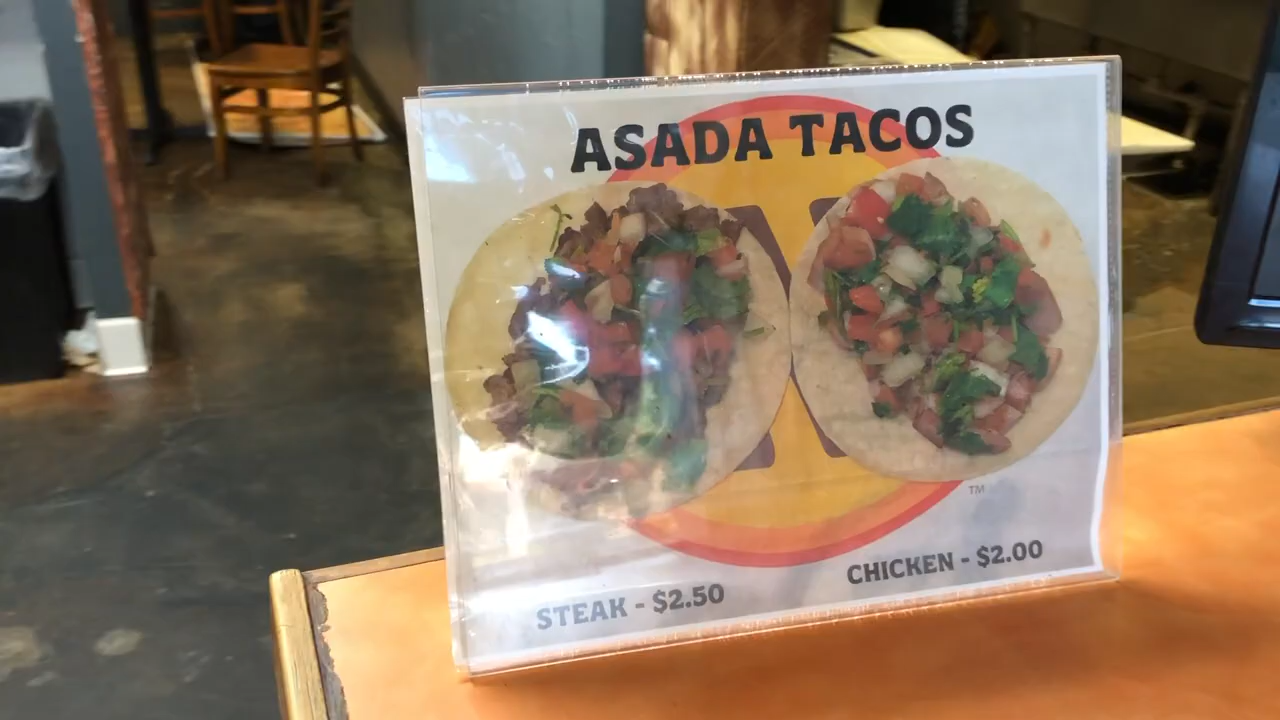 ASADA TACOS
TM
CHICKEN - $2.00
STEAK - $2.50